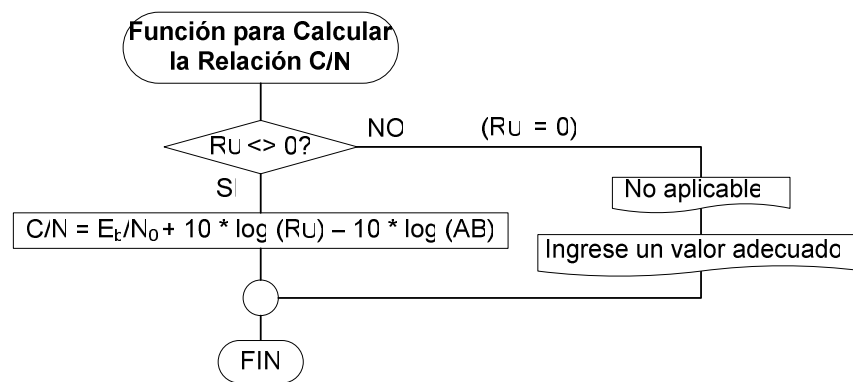 Función para Calcular
la Relación C/N
Ru <> 0?
NO (Ru = 0)
SI
No aplicable
C/N = Eb/N0 + 10 * log (Ru) – 10 * log (AB)
Ingrese un valor adecuado
FIN